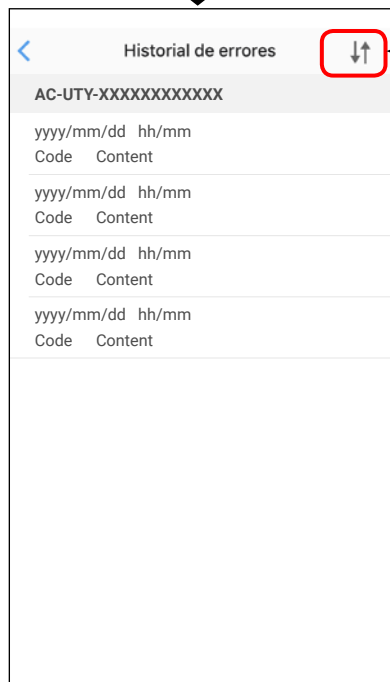 Historial de errores
AC-UTY-XXXXXXXXXXXX
yyyy/mm/dd hh/mm
Code Content
yyyy/mm/dd hh/mm
Code Content
yyyy/mm/dd hh/mm
Code Content
yyyy/mm/dd hh/mm
Code Content